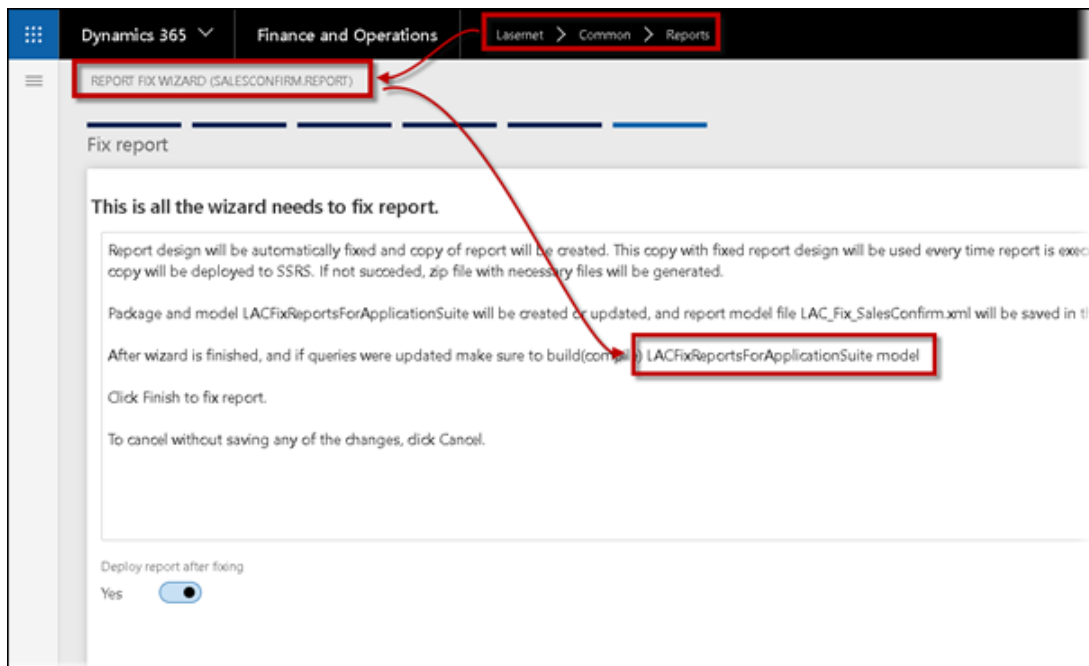 Dynamics 365 Finance and Operations Lasernet > Common > Reports
REPORT FIX WIZARD (SALESCONFIRM.REPORT)
Fix report
This is all the wizard needs to fix report.
Report design will be automatically fixed and copy of report will be created. This copy with fixed report design will be used every time report is exec
copy will be deployed to SSRS. If not succeded, zip file with necessary files will be generated.
Package and model LACFixReportsForApplicationSuite will be created or updated, and report model file LAC_Fix_SalesConfirm.xml will be saved in th
After wizard is finished, and if queries were updated make sure to build(compile) LACFixReportsForApplicationSuite model
Click Finish to fix report.
To cancel without saving any of the changes, click Cancel.
Deploy report after fixing
Yes